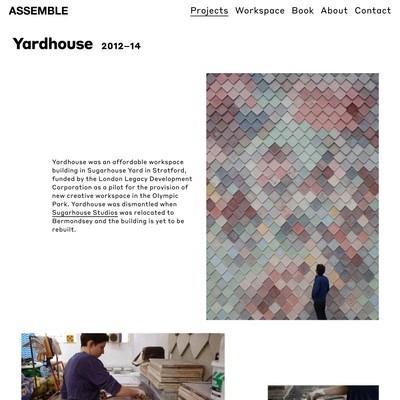 ASSEMBLE
Projects Workspace Book About Contact
Yardhouse 2012–14
Yardhouse was an affordable workspace
building in Sugarhouse Yard in Stratford,
funded by the London Legacy Development
Corporation as a pilot for the provision of
new creative workspace in the Olympic
Park. Yardhouse was dismantled when
Sugarhouse Studios was relocated to
Bermondsey and the building is yet to be
rebuilt.